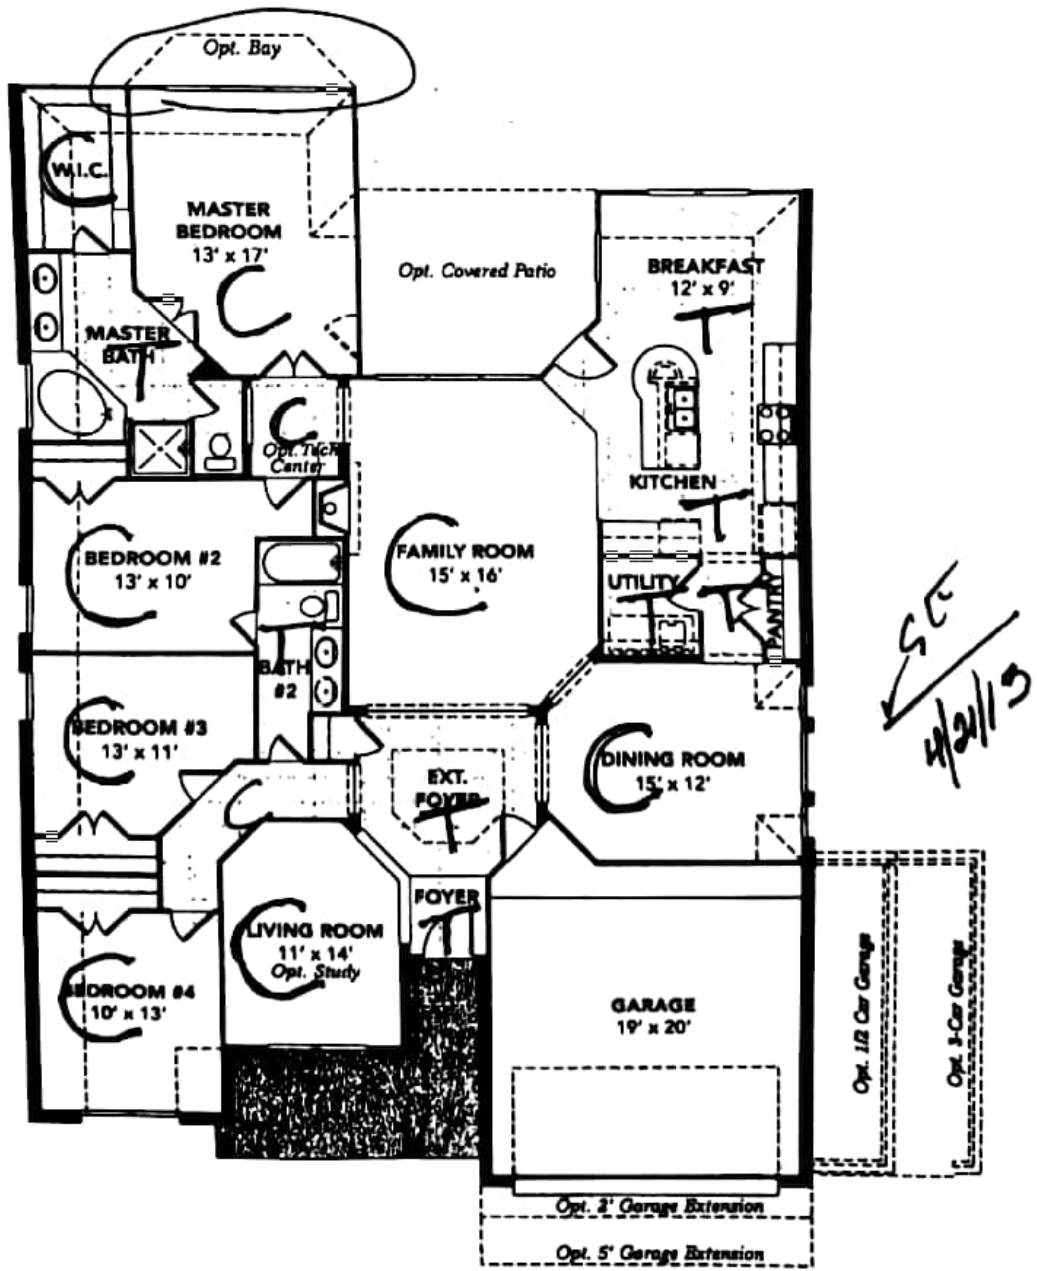 Opt. Bay
W.I.C.
C
MASTER
BEDROOM
13' x 17'
C
Opt. Covered Patio
BREAKFAST
12' x 9'
T
MASTER
BATH
T
C
Opt. Tech
Center
KITCHEN
T
BEDROOM #2
13' x 10'
C
FAMILY ROOM
15' x 16'
C
UTILITY
T
T
PANTRY
BATH
#2
T
BEDROOM #3
13' x 11'
C
C
EXT.
FOYER
T
DINING ROOM
15' x 12'
C
4/21/13
FOYER
T
LIVING ROOM
11' x 14'
Opt. Study
C
BEDROOM #4
10' x 13'
C
GARAGE
19' x 20'
Opt. 1/2 Car Garage
Opt. 3-Car Garage
Opt. 2' Garage Extension
Opt. 5' Garage Extension